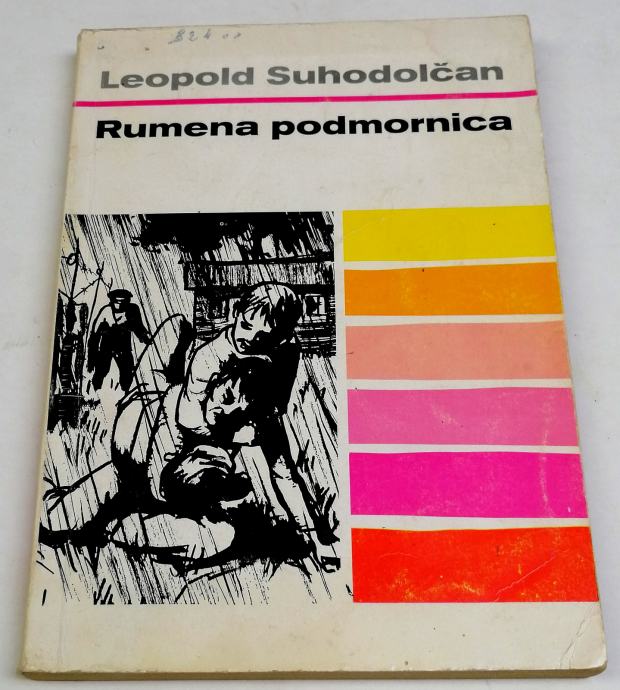 Leopold Suhodolčan
Rumena podmornica